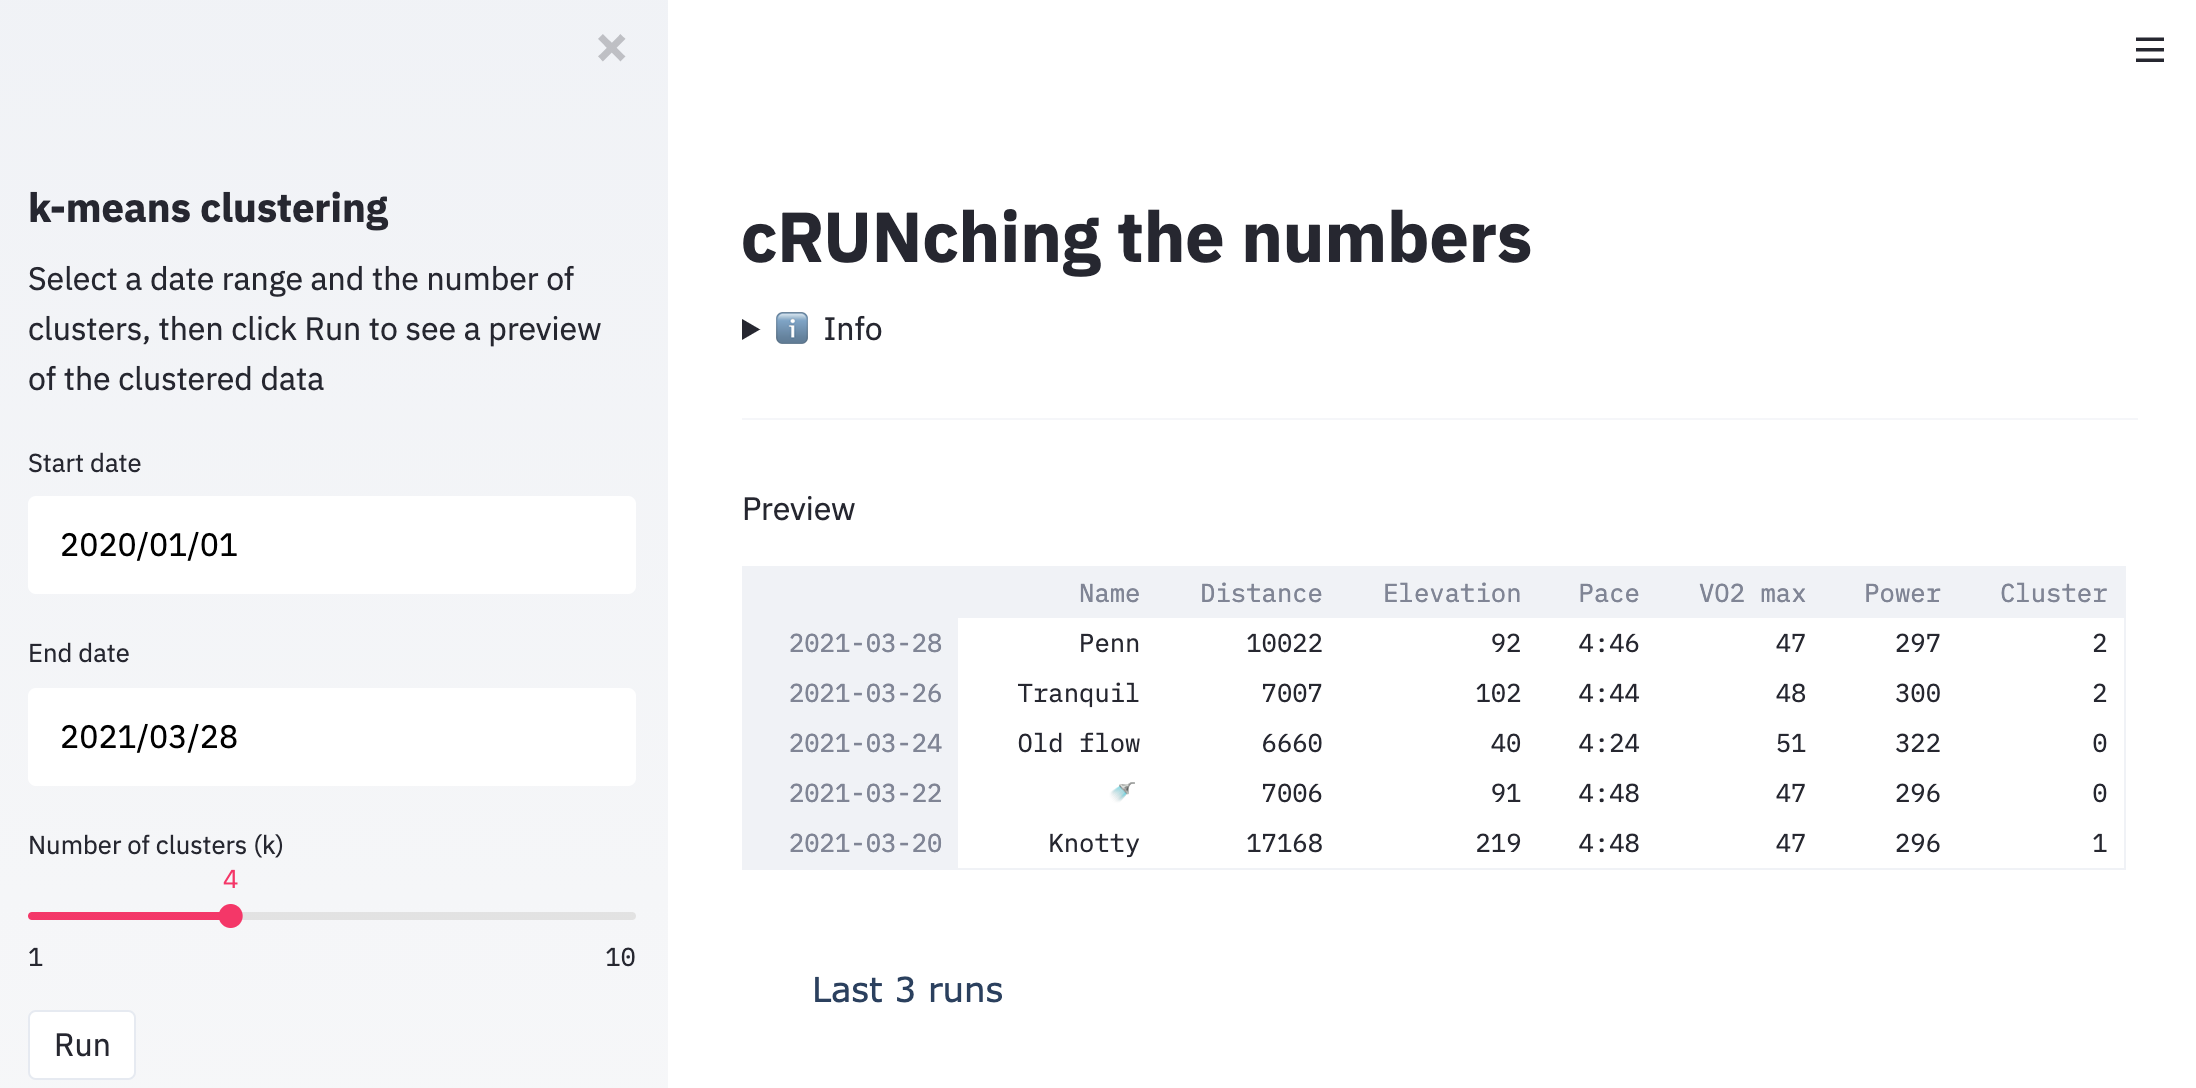 k-means clustering
Select a date range and the number of
clusters, then click Run to see a preview
of the clustered data
Start date
2020/01/01
End date
2021/03/28
Number of clusters (k)
4
1 10
Run
cRUNching the numbers
Info
Preview
Name Distance Elevation Pace VO2 max Power Cluster
2021-03-28 Penn 10022 92 4:46 47 297 2
2021-03-26 Tranquil 7007 102 4:44 48 300 2
2021-03-24 Old flow 6660 40 4:24 51 322 0
2021-03-22 🚿 7006 91 4:48 47 296 0
2021-03-20 Knotty 17168 219 4:48 47 296 1
Last 3 runs